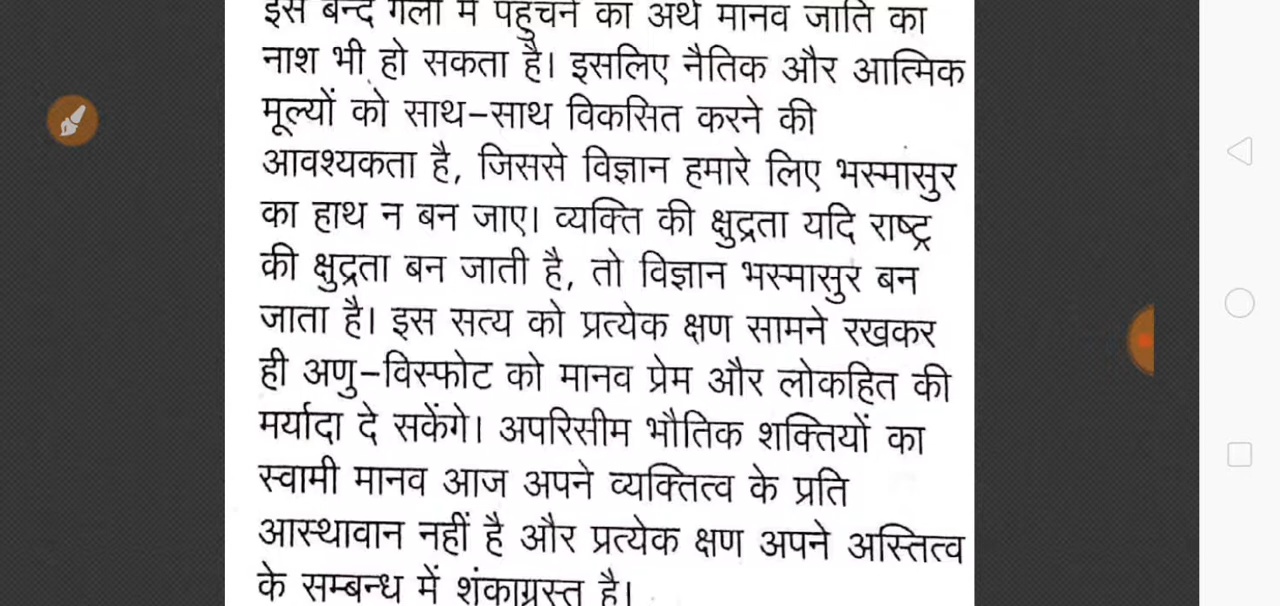 इस बन्द गली में पहुँचने का अर्थ मानव जाति का
नाश भी हो सकता है। इसलिए नैतिक और आत्मिक
मूल्यों को साथ-साथ विकसित करने की
आवश्यकता है, जिससे विज्ञान हमारे लिए भस्मासुर
का हाथ न बन जाए। व्यक्ति की क्षुद्रता यदि राष्ट्र
की क्षुद्रता बन जाती है, तो विज्ञान भस्मासुर बन
जाता है। इस सत्य को प्रत्येक क्षण सामने रखकर
ही अणु-विस्फोट को मानव प्रेम और लोकहित की
मर्यादा दे सकेंगे। अपरिसीम भौतिक शक्तियों का
स्वामी मानव आज अपने व्यक्तित्व के प्रति
आस्थावान नहीं है और प्रत्येक क्षण अपने अस्तित्व
के सम्बन्ध में शंकाग्रस्त है।